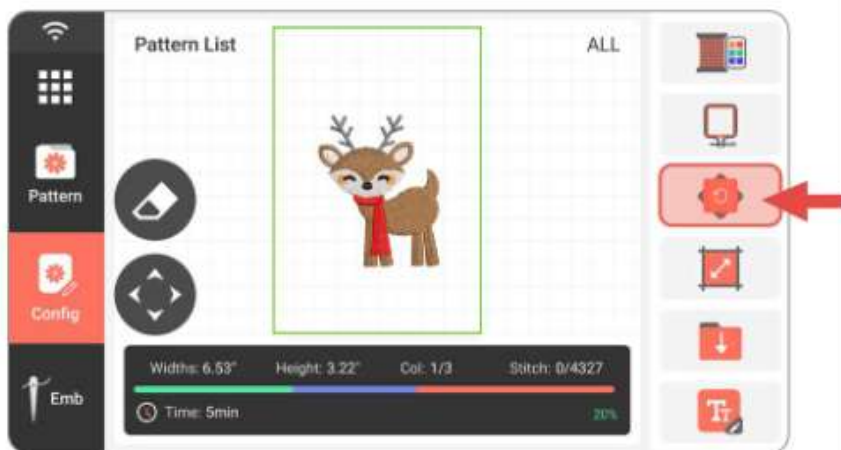 Pattern List
ALL
Pattern
Config
Emb
Widths: 6.53" Height: 3.22" Col: 1/3 Stitch: 0/4327
Time: 5min 20%
TT